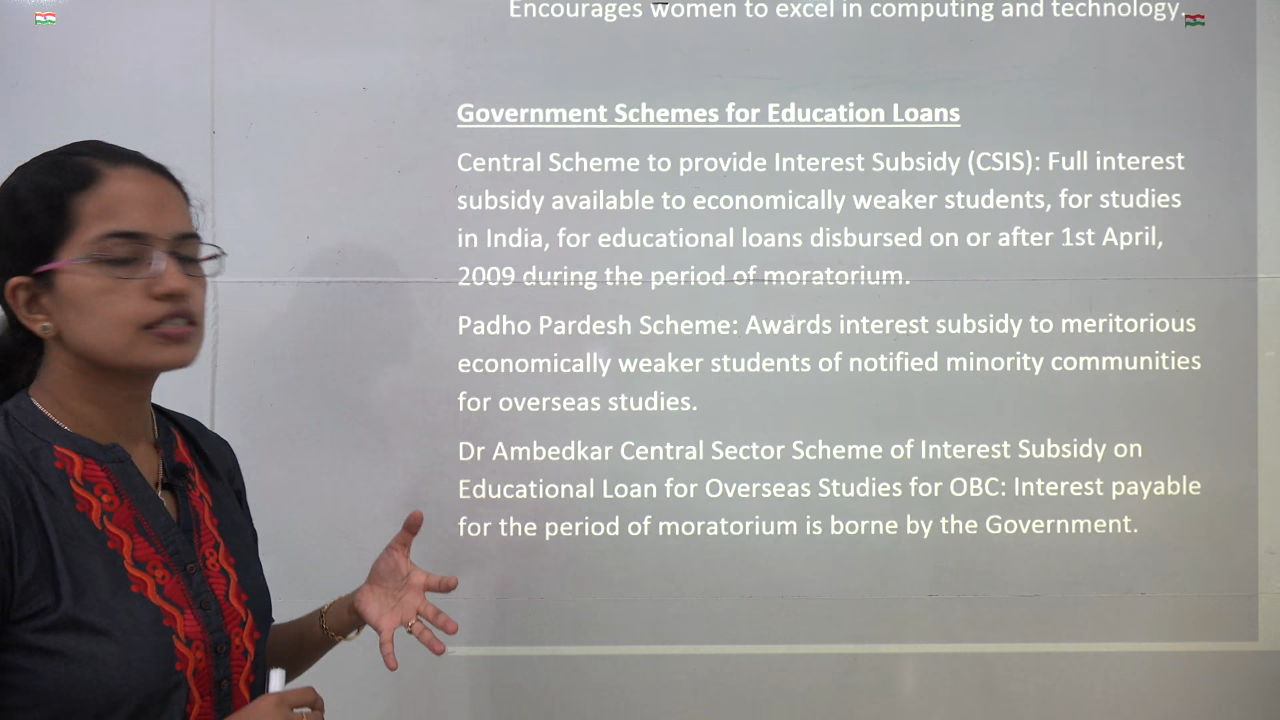 Encourages women to excel in computing and technology.
Government Schemes for Education Loans
Central Scheme to provide Interest Subsidy (CSIS): Full interest
subsidy available to economically weaker students, for studies
in India, for educational loans disbursed on or after 1st April,
2009 during the period of moratorium.
Padho Pardesh Scheme: Awards interest subsidy to meritorious
economically weaker students of notified minority communities
for overseas studies.
Dr Ambedkar Central Sector Scheme of Interest Subsidy on
Educational Loan for Overseas Studies for OBC: Interest payable
for the period of moratorium is borne by the Government.